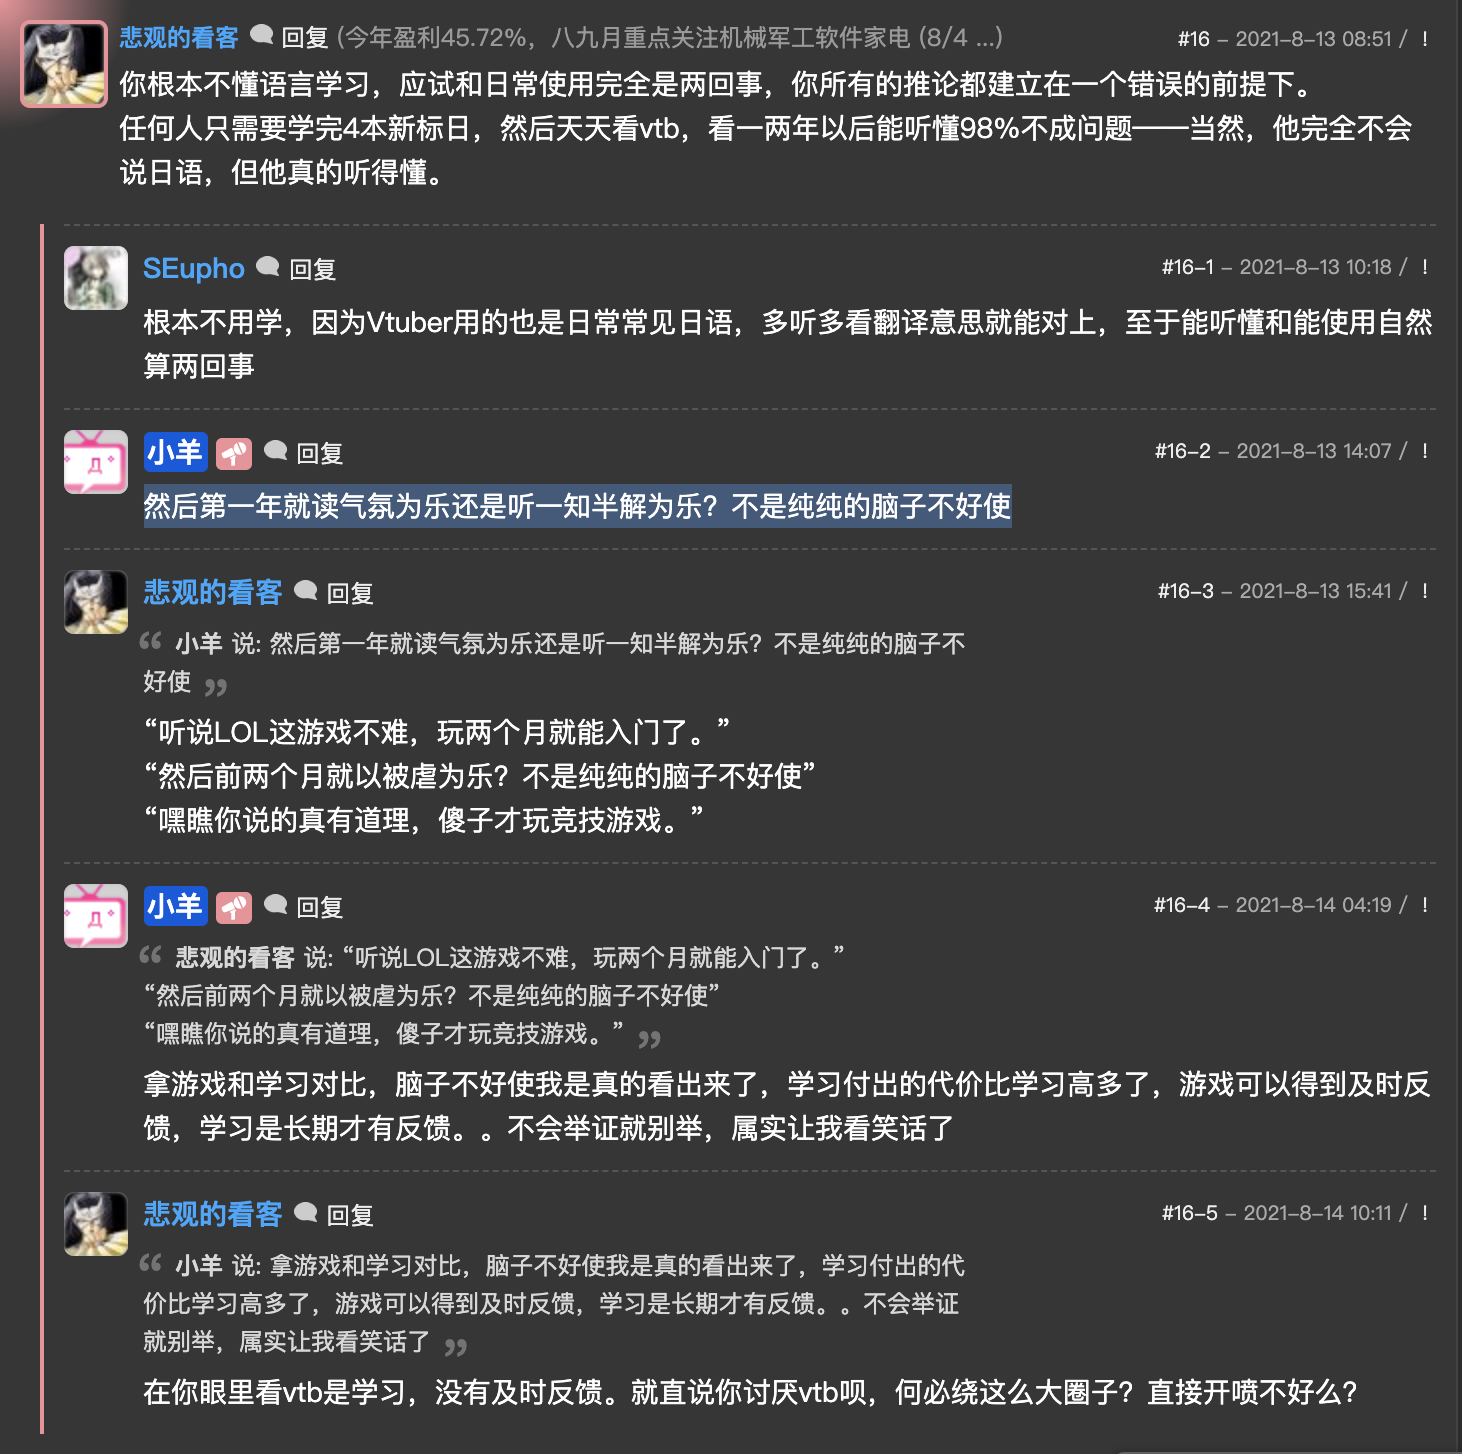 悲观的看客 回复 (今年盈利45.72%，八九月重点关注机械军工软件家电 (8/4 ...) #16 – 2021-8-13 08:51 / !
你根本不懂语言学习，应试和日常使用完全是两回事，你所有的推论都建立在一个错误的前提下。
任何人只需要学完4本新标日，然后天天看vtb，看一两年以后能听懂98%不成问题——当然，他完全不会
说日语，但他真的听得懂。
SEupho 回复 #16-1 – 2021-8-13 10:18 / !
根本不用学，因为Vtuber用的也是日常常见日语，多听多看翻译意思就能对上，至于能听懂和能使用自然
算两回事
小羊 回复 #16-2 – 2021-8-13 14:07 / !
然后第一年就读气氛为乐还是听一知半解为乐？不是纯纯的脑子不好使
悲观的看客 回复 #16-3 – 2021-8-13 15:41 / !
“ 小羊 说: 然后第一年就读气氛为乐还是听一知半解为乐？不是纯纯的脑子不
好使 ”
“听说LOL这游戏不难，玩两个月就能入门了。”
“然后前两个月就以被虐为乐？不是纯纯的脑子不好使”
“嘿瞧你说的真有道理，傻子才玩竞技游戏。”
小羊 回复 #16-4 – 2021-8-14 04:19 / !
“ 悲观的看客 说: “听说LOL这游戏不难，玩两个月就能入门了。”
“然后前两个月就以被虐为乐？不是纯纯的脑子不好使”
“嘿瞧你说的真有道理，傻子才玩竞技游戏。” ”
拿游戏和学习对比，脑子不好使我是真的看出来了，学习付出的代价比学习高多了，游戏可以得到及时反
馈，学习是长期才有反馈。。不会举证就别举，属实让我看笑话了
悲观的看客 回复 #16-5 – 2021-8-14 10:11 / !
“ 小羊 说: 拿游戏和学习对比，脑子不好使我是真的看出来了，学习付出的代
价比学习高多了，游戏可以得到及时反馈，学习是长期才有反馈。。不会举证
就别举，属实让我看笑话了 ”
在你眼里看vtb是学习，没有及时反馈。就直说你讨厌vtb呗，何必绕这么大圈子？直接开喷不好么？